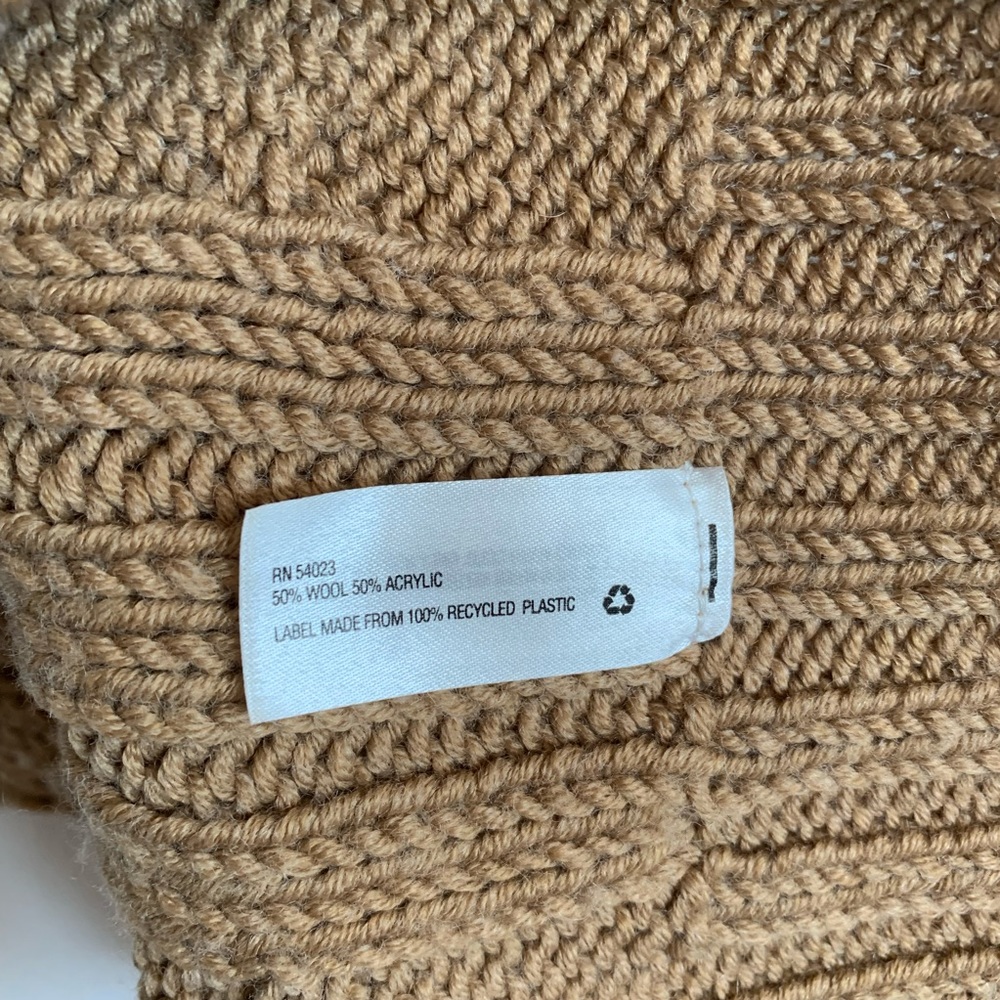 RN 54023
50% WOOL 50% ACRYLIC
LABEL MADE FROM 100% RECYCLED PLASTIC